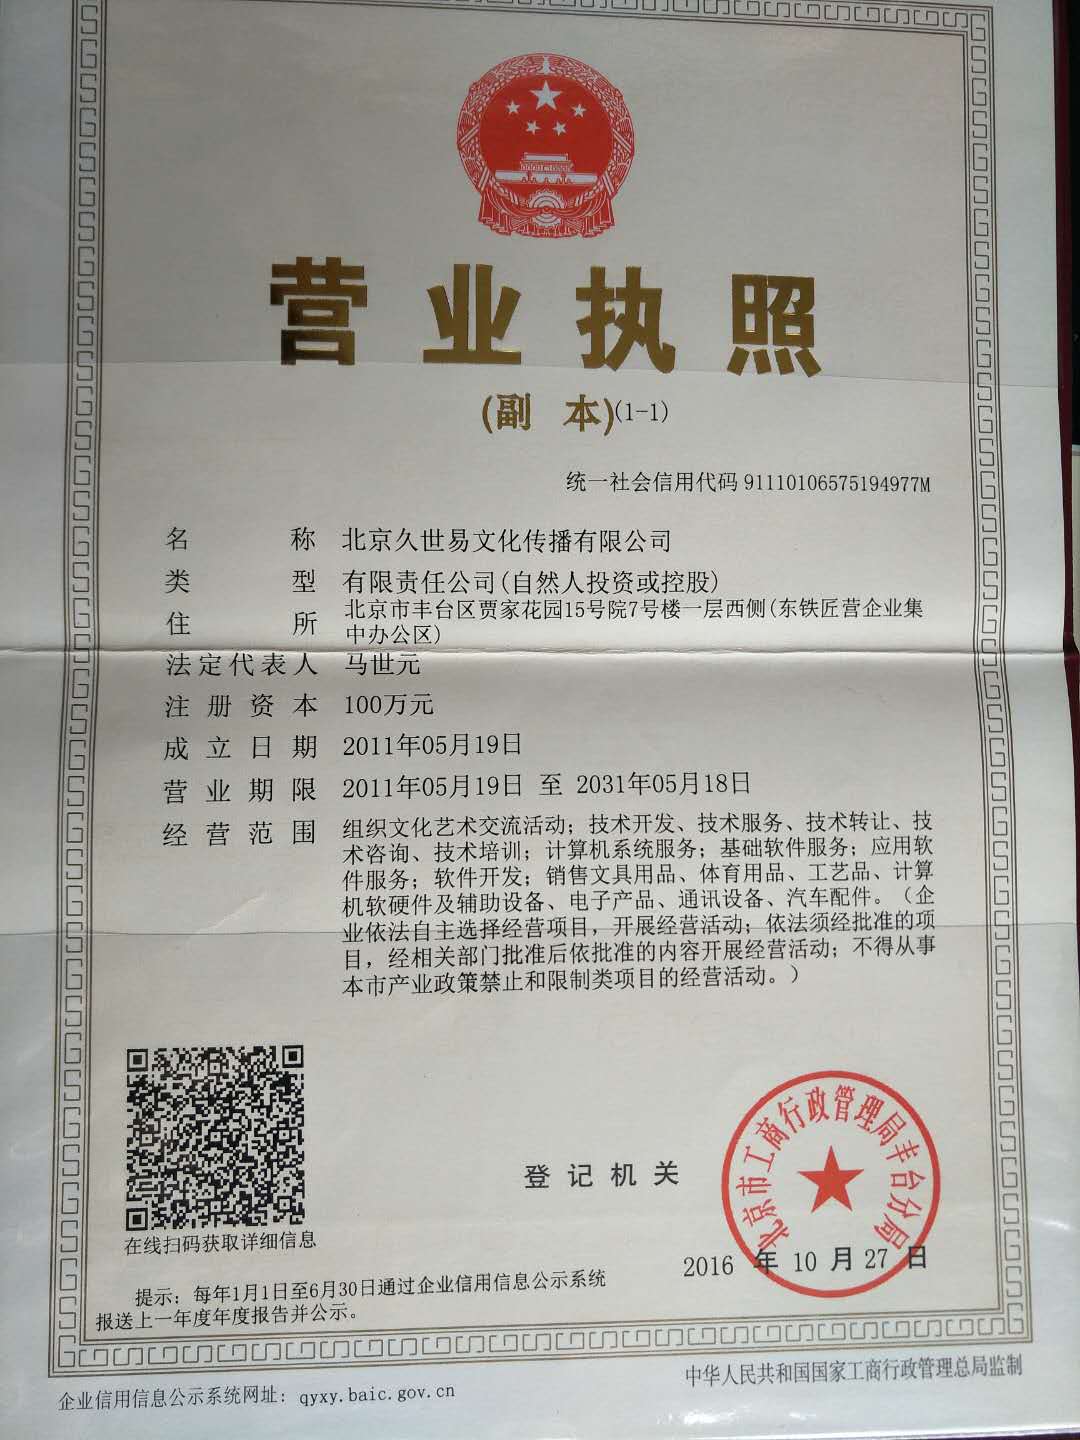 营业执照
(副 本)(1-1)
统一社会信用代码 91110106575194977M
名 称 北京久世易文化传播有限公司
类 型 有限责任公司(自然人投资或控股)
住 所 北京市丰台区贾家花园15号院7号楼一层西侧(东铁匠营企业集
中办公区)
法定代表人 马世元
注册资本 100万元
成立日期 2011年05月19日
营业期限 2011年05月19日 至 2031年05月18日
经营范围 组织文化艺术交流活动；技术开发、技术服务、技术转让、技
术咨询、技术培训；计算机系统服务；基础软件服务；应用软
件服务；软件开发；销售文具用品、体育用品、工艺品、计算
机软硬件及辅助设备、电子产品、通讯设备、汽车配件。（企
业依法自主选择经营项目，开展经营活动；依法须经批准的项
目，经相关部门批准后依批准的内容开展经营活动；不得从事
本市产业政策禁止和限制类项目的经营活动。）
在线扫码获取详细信息
登记机关
北京市工商行政管理局丰台分局
2016 年 10 月 27 日
提示：每年1月1日至6月30日通过企业信用信息公示系统
报送上一年度年度报告并公示。
企业信用信息公示系统网址：qyxy.baic.gov.cn
中华人民共和国国家工商行政管理总局监制